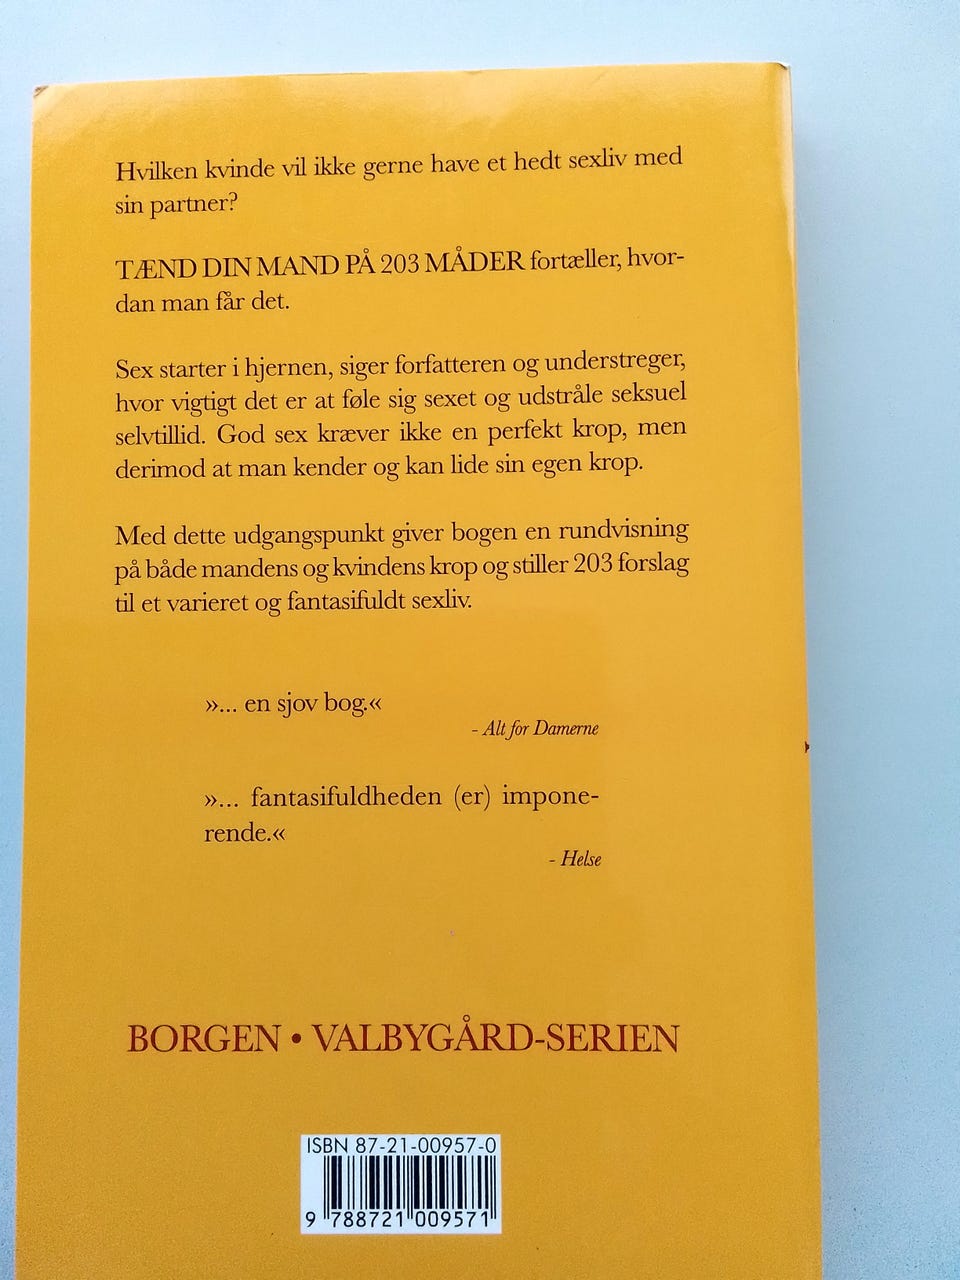 Hvilken kvinde vil ikke gerne have et hedt sexliv med
sin partner?
TÆND DIN MAND PÅ 203 MÅDER fortæller, hvor-
dan man får det.
Sex starter i hjernen, siger forfatteren og understreger,
hvor vigtigt det er at føle sig sexet og udstråle seksuel
selvtillid. God sex kræver ikke en perfekt krop, men
derimod at man kender og kan lide sin egen krop.
Med dette udgangspunkt giver bogen en rundvisning
på både mandens og kvindens krop og stiller 203 forslag
til et varieret og fantasifuldt sexliv.
»... en sjov bog.«
- Alt for Damerne
»... fantasifuldheden (er) impone-
rende.«
- Helse
BORGEN • VALBYGÅRD-SERIEN
ISBN 87-21-00957-0
9 788721 009571